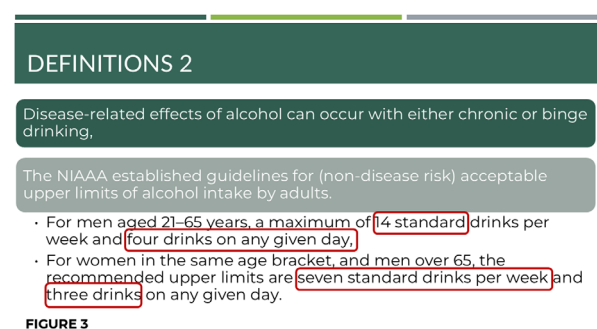 DEFINITIONS 2
Disease-related effects of alcohol can occur with either chronic or binge
drinking,
The NIAAA established guidelines for (non-disease risk) acceptable
upper limits of alcohol intake by adults.
• For men aged 21–65 years, a maximum of 14 standard drinks per
week and four drinks on any given day,
• For women in the same age bracket, and men over 65, the
recommended upper limits are seven standard drinks per week and
three drinks on any given day.
FIGURE 3